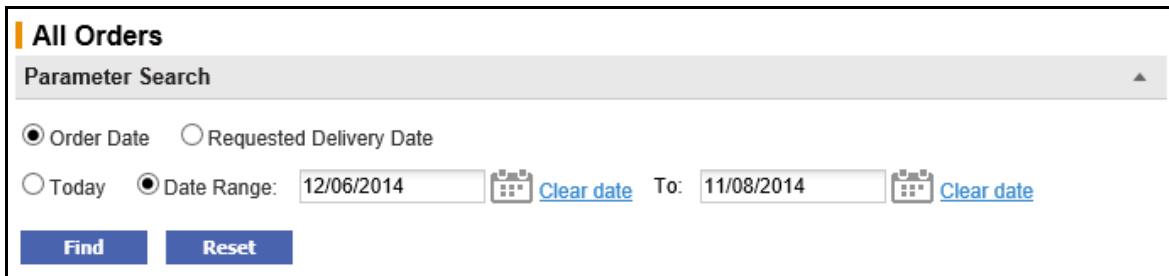 All Orders
Parameter Search
Order Date Requested Delivery Date
Today Date Range: 12/06/2014 Clear date To: 11/08/2014 Clear date
Find Reset